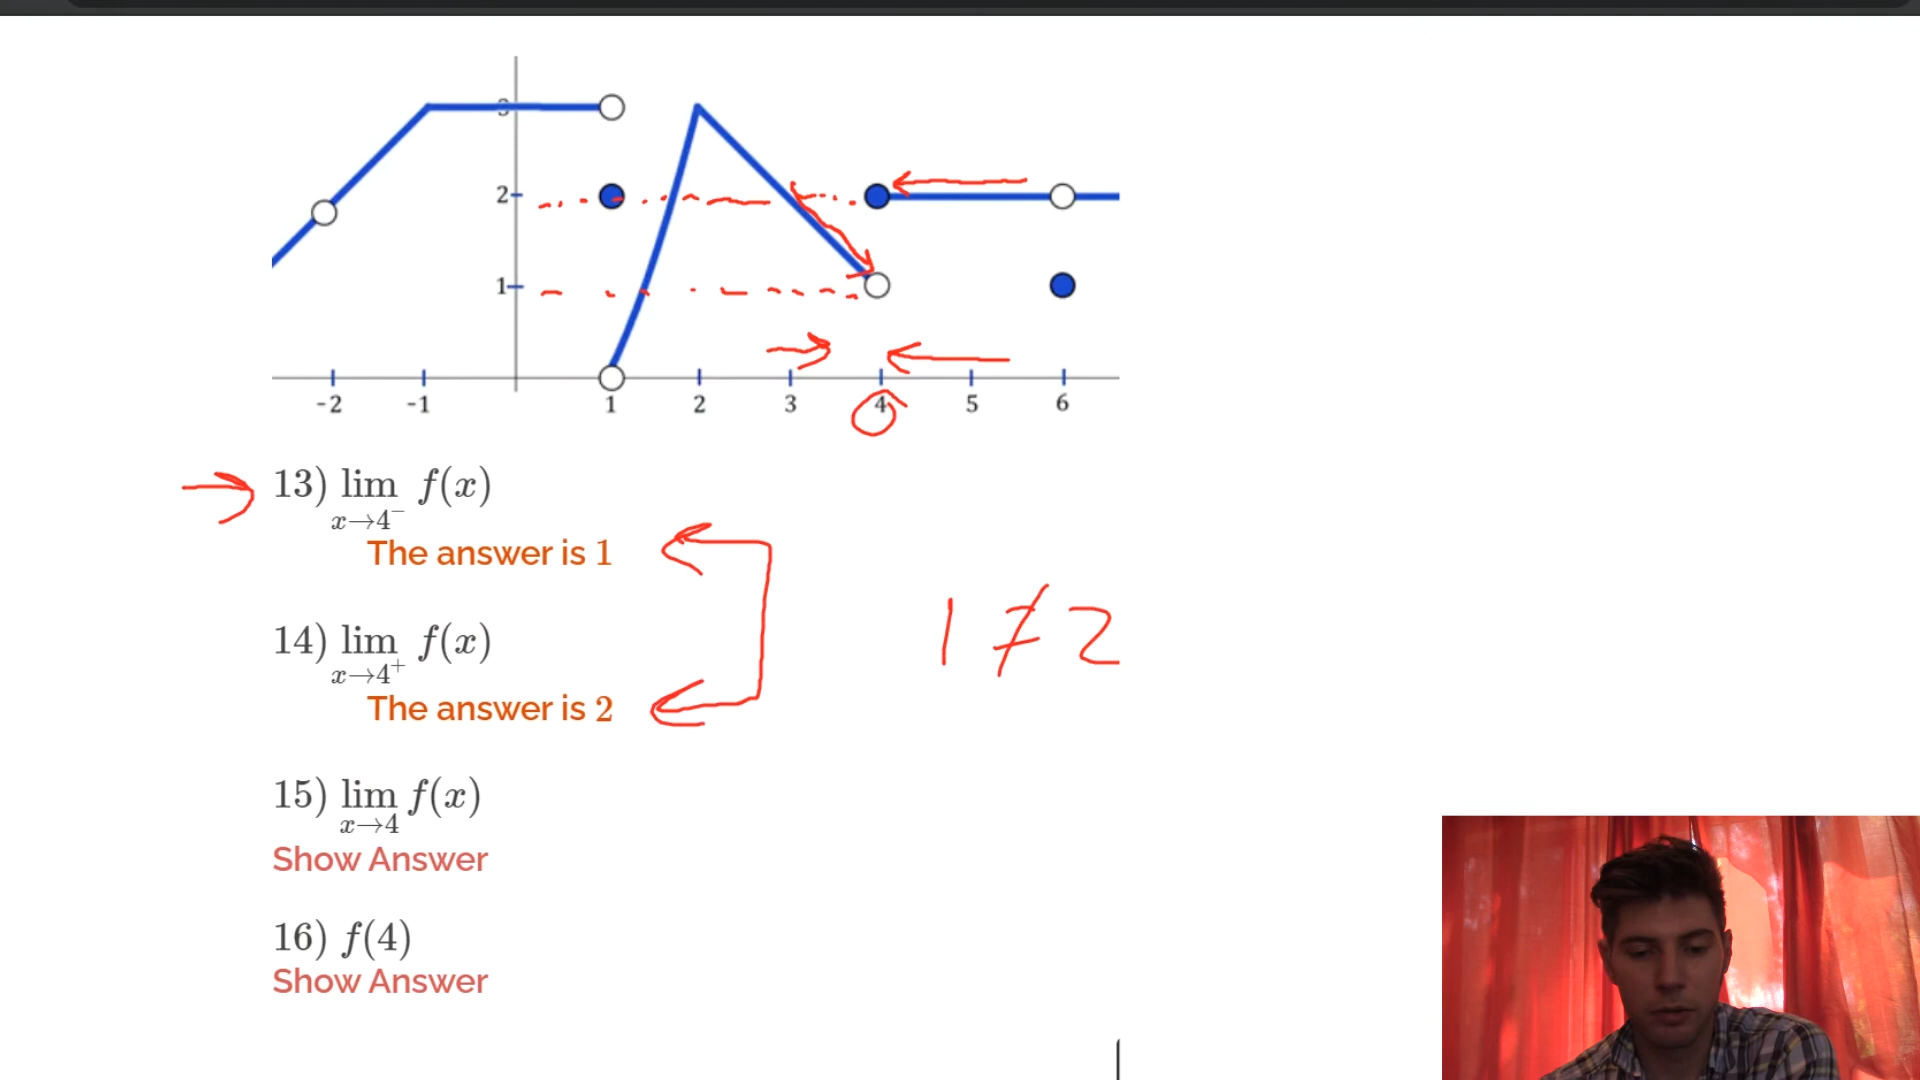 3
2
1
-2 -1 1 2 3 4 5 6
13) lim f(x)
x→4⁻
The answer is 1
14) lim f(x)
x→4⁺
The answer is 2
1 ≠ 2
15) lim f(x)
x→4
Show Answer
16) f(4)
Show Answer